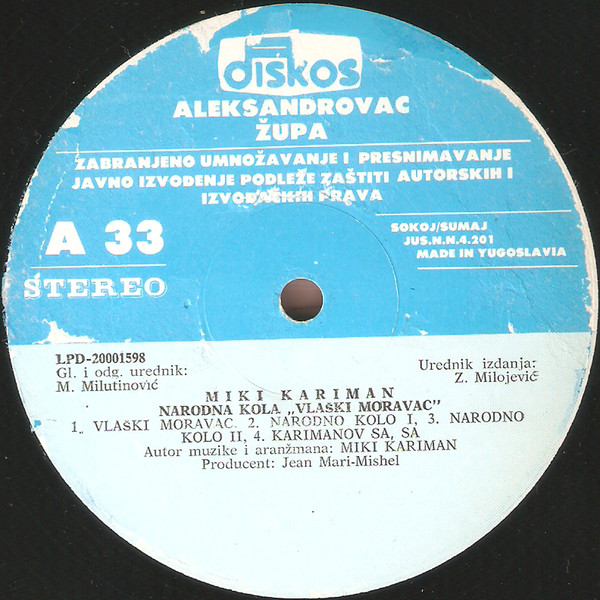 diskos
ALEKSANDROVAC
ŽUPA
ZABRANJENO UMNOŽAVANJE I PRESNIMAVANJE
JAVNO IZVOĐENJE PODLEŽE ZAŠTITI AUTORSKIH I
IZVOĐAČKIH PRAVA
A 33
STEREO
SOKOJ/SUMAJ
JUS.N.N.4.201
MADE IN YUGOSLAVIA
LPD-20001598
Gl. i odg. urednik:
M. Milutinović
Urednik izdanja:
Z. Milojević
MIKI KARIMAN
NARODNA KOLA „VLAŠKI MORAVAC"
1. VLAŠKI MORAVAC. 2. NARODNO KOLO I, 3. NARODNO
KOLO II, 4. KARIMANOV SA, SA
Autor muzike i aranžmana: MIKI KARIMAN
Producent: Jean Mari-Mishel